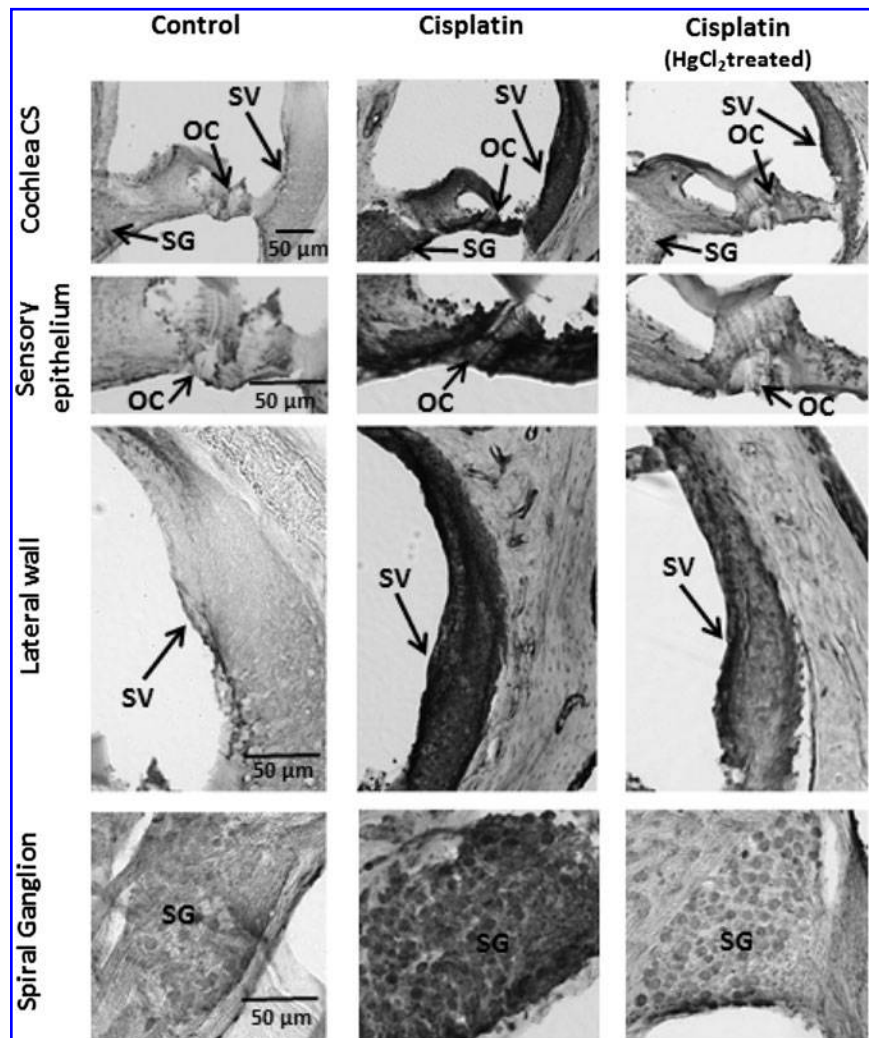 Control
Cisplatin
Cisplatin
(HgCl₂treated)
Cochlea CS
OC
SV
SG
50 µm
SV
OC
SG
SV
OC
SG
Sensory
epithelium
OC
50 µm
OC
OC
Lateral wall
SV
50 µm
SV
SV
Spiral Ganglion
SG
50 µm
SG
SG